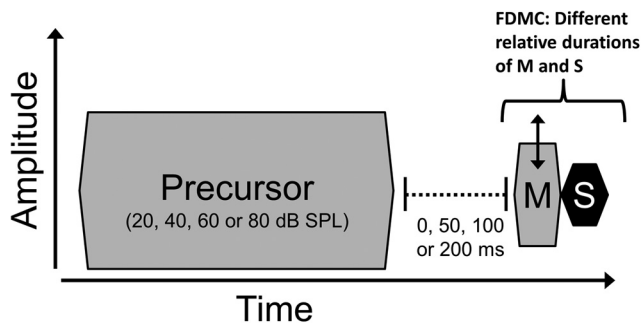 FDMC: Different
relative durations
of M and S
Amplitude
Precursor
(20, 40, 60 or 80 dB SPL)
M
S
0, 50, 100
or 200 ms
Time